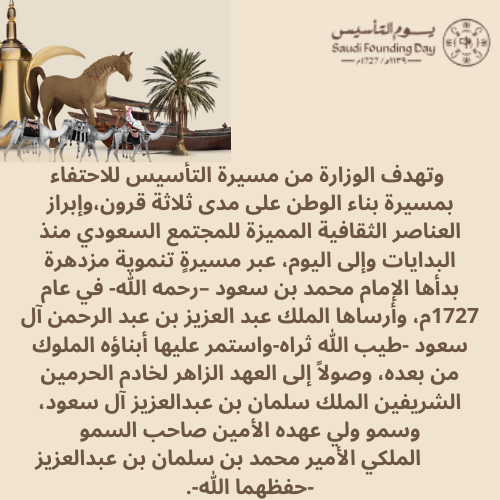 يـوم التأسيس
Saudi Founding Day
١١٣٩هـ/ 1727م
وتهدف الوزارة من مسيرة التأسيس للاحتفاء
بمسيرة بناء الوطن على مدى ثلاثة قرون،وإبراز
العناصر الثقافية المميزة للمجتمع السعودي منذ
البدايات وإلى اليوم، عبر مسيرةٍ تنموية مزدهرة
بدأها الإمام محمد بن سعود –رحمه الله- في عام
1727م، وأرساها الملك عبد العزيز بن عبد الرحمن آل
سعود -طيب الله ثراه-واستمر عليها أبناؤه الملوك
من بعده، وصولاً إلى العهد الزاهر لخادم الحرمين
الشريفين الملك سلمان بن عبدالعزيز آل سعود،
وسمو ولي عهده الأمين صاحب السمو
الملكي الأمير محمد بن سلمان بن عبدالعزيز
-حفظهما الله-.